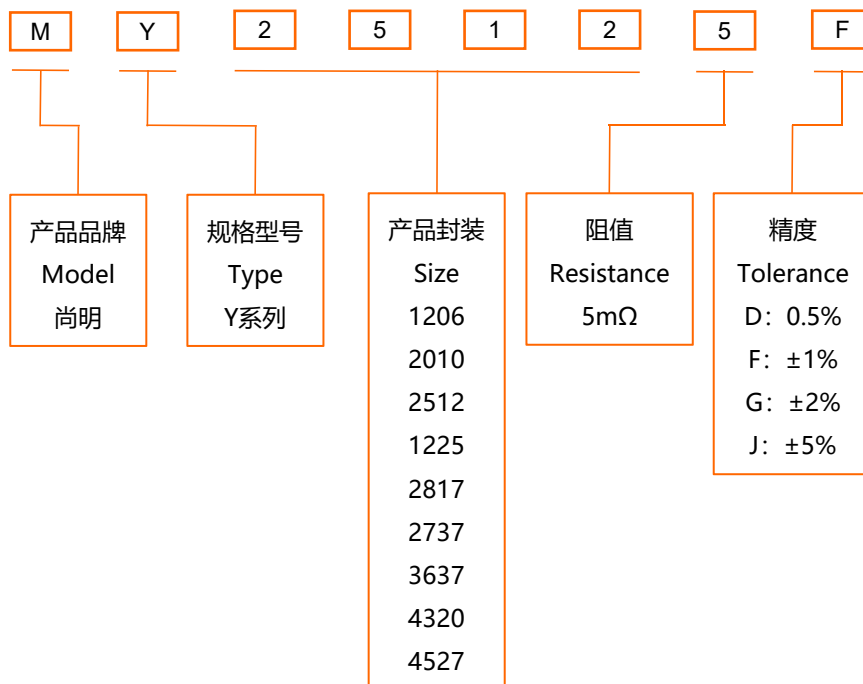 M Y 2 5 1 2 5 F
产品品牌
Model
尚明
规格型号
Type
Y系列
产品封装
Size
1206
2010
2512
1225
2817
2737
3637
4320
4527
阻值
Resistance
5mΩ
精度
Tolerance
D：0.5%
F：±1%
G：±2%
J：±5%